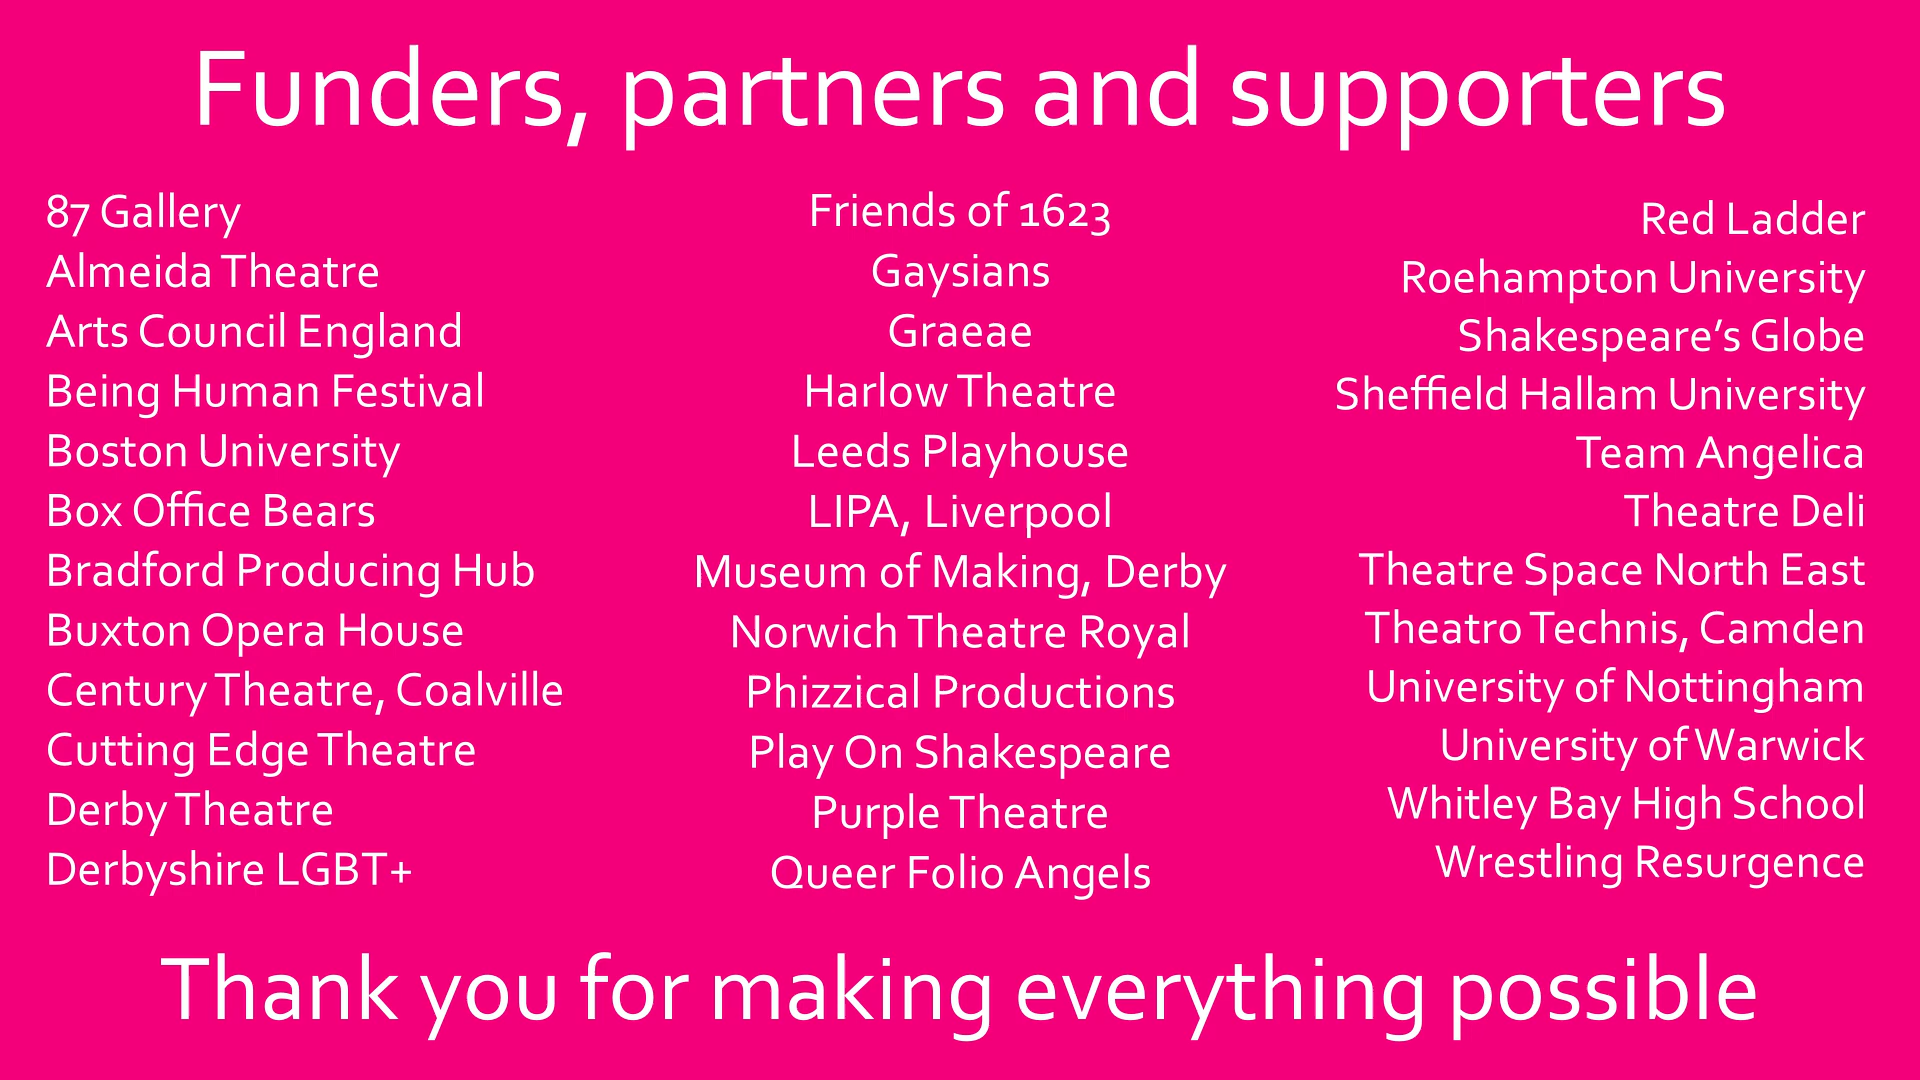 Funders, partners and supporters
87 Gallery
Almeida Theatre
Arts Council England
Being Human Festival
Boston University
Box Office Bears
Bradford Producing Hub
Buxton Opera House
Century Theatre, Coalville
Cutting Edge Theatre
Derby Theatre
Derbyshire LGBT+
Friends of 1623
Gaysians
Graeae
Harlow Theatre
Leeds Playhouse
LIPA, Liverpool
Museum of Making, Derby
Norwich Theatre Royal
Phizzical Productions
Play On Shakespeare
Purple Theatre
Queer Folio Angels
Red Ladder
Roehampton University
Shakespeare’s Globe
Sheffield Hallam University
Team Angelica
Theatre Deli
Theatre Space North East
Theatro Technis, Camden
University of Nottingham
University of Warwick
Whitley Bay High School
Wrestling Resurgence
Thank you for making everything possible